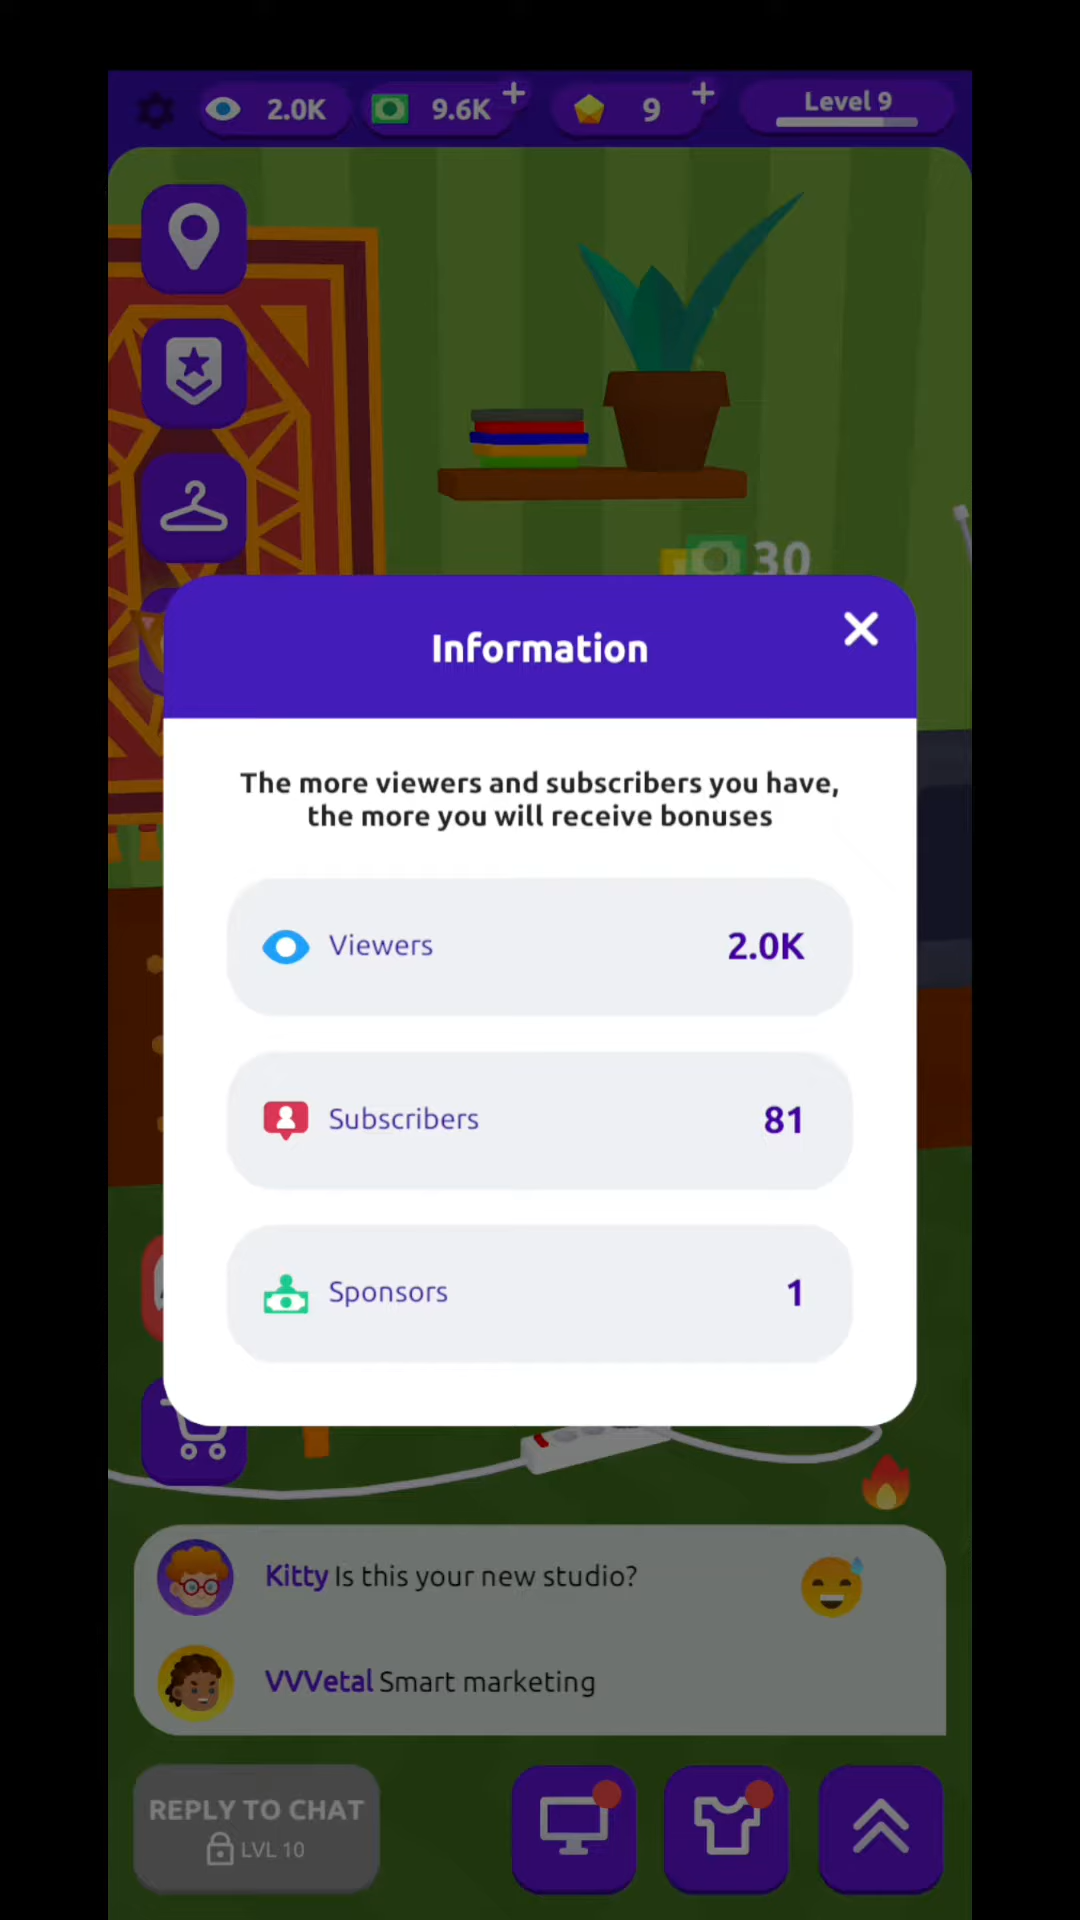 2.0K
9.6K
9
Level 9
30
Information
The more viewers and subscribers you have,
the more you will receive bonuses
Viewers
2.0K
Subscribers
81
Sponsors
1
Kitty Is this your new studio?
VVVetal Smart marketing
REPLY TO CHAT
LVL 10